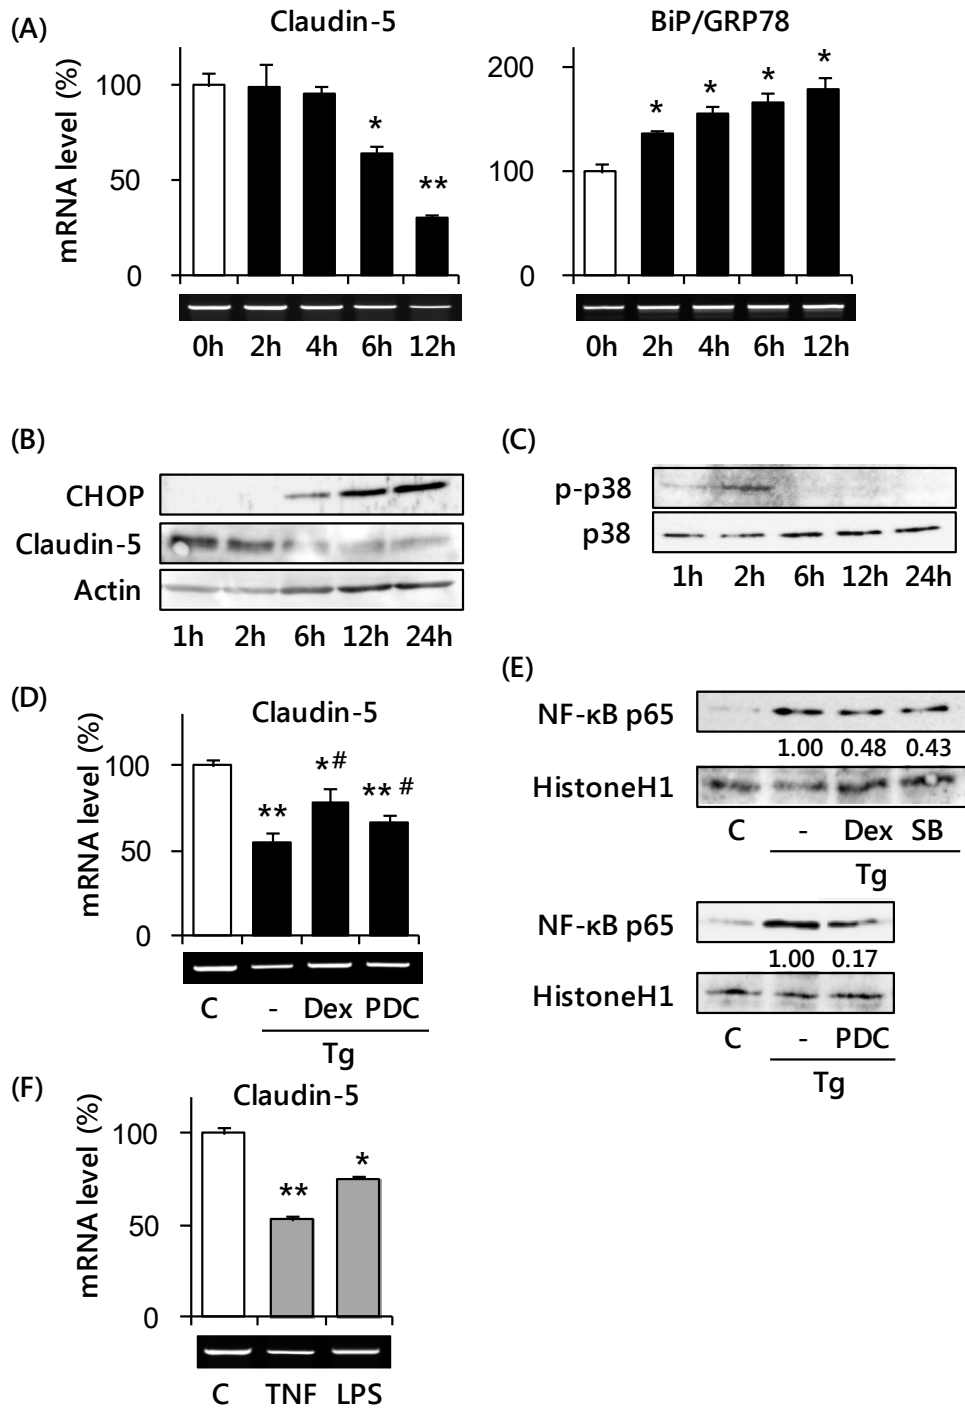 (A)
Claudin-5
BiP/GRP78
mRNA level (%)
100
50
0
*
**
200
100
0
* * * *
0h 2h 4h 6h 12h
0h 2h 4h 6h 12h
(B)
CHOP
Claudin-5
Actin
1h 2h 6h 12h 24h
(C)
p-p38
p38
1h 2h 6h 12h 24h
(D)
Claudin-5
mRNA level (%)
100
50
0
**
*#
** #
C - Dex PDC
Tg
(E)
NF-κB p65
1.00 0.48 0.43
HistoneH1
C - Dex SB
Tg
NF-κB p65
1.00 0.17
HistoneH1
C - PDC
Tg
(F)
Claudin-5
mRNA level (%)
100
50
0
**
*
C TNF LPS